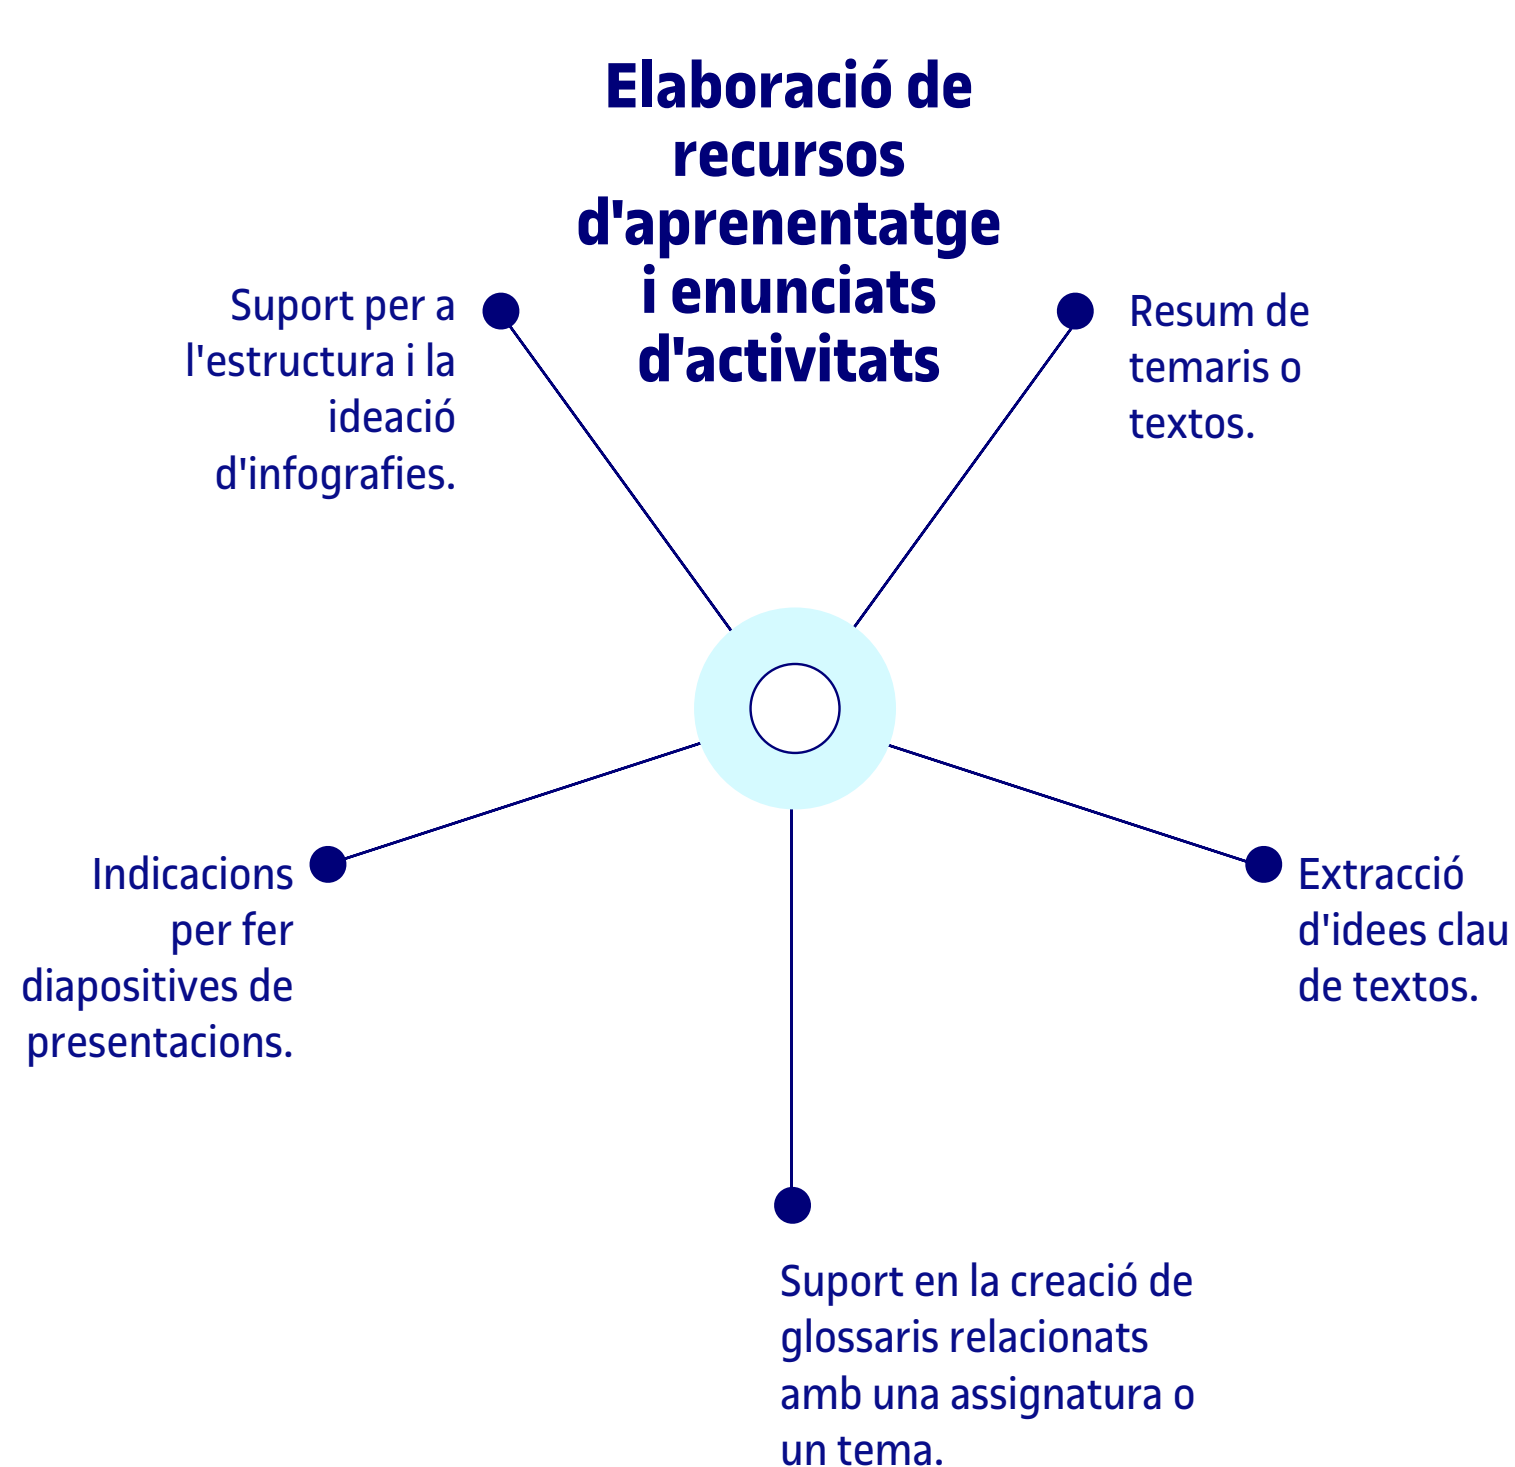 Elaboració de
recursos
d'aprenentatge
i enunciats
d'activitats
Suport per a
l'estructura i la
ideació
d'infografies.
Resum de
temaris o
textos.
Indicacions
per fer
diapositives de
presentacions.
Extracció
d'idees clau
de textos.
Suport en la creació de
glossaris relacionats
amb una assignatura o
un tema.